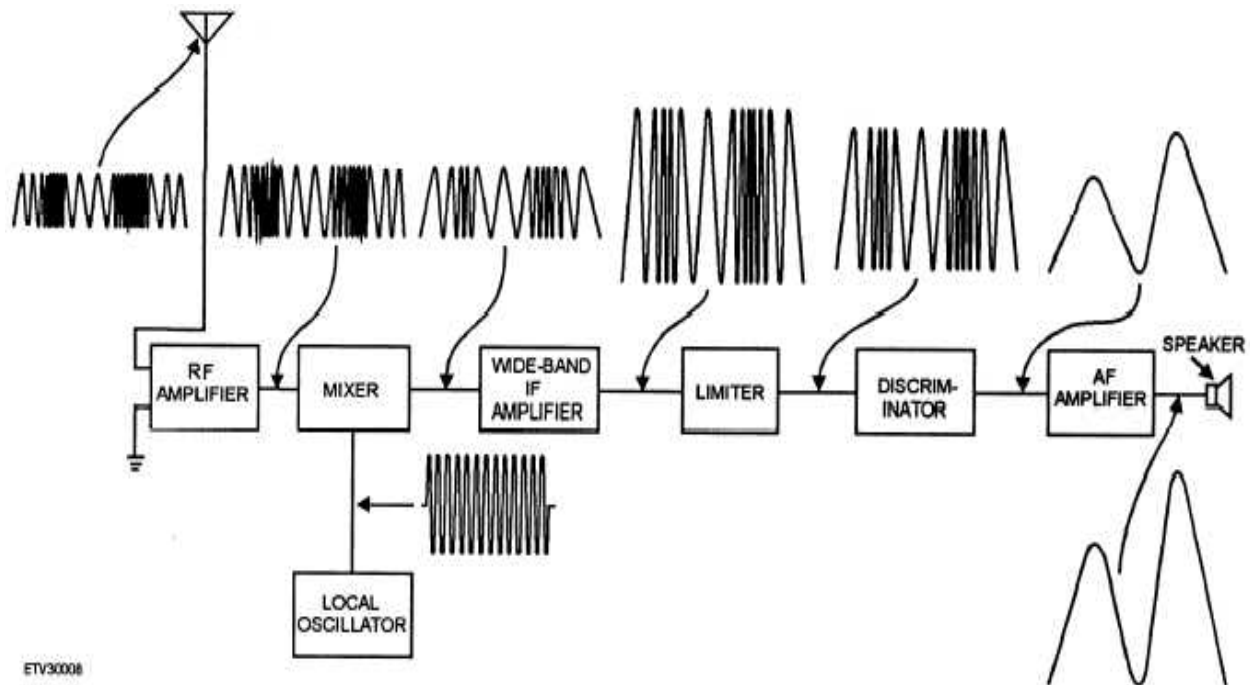 SPEAKER
RF
AMPLIFIER
MIXER
WIDE-BAND
IF
AMPLIFIER
LIMITER
DISCRIM-
INATOR
AF
AMPLIFIER
LOCAL
OSCILLATOR
ETV30008